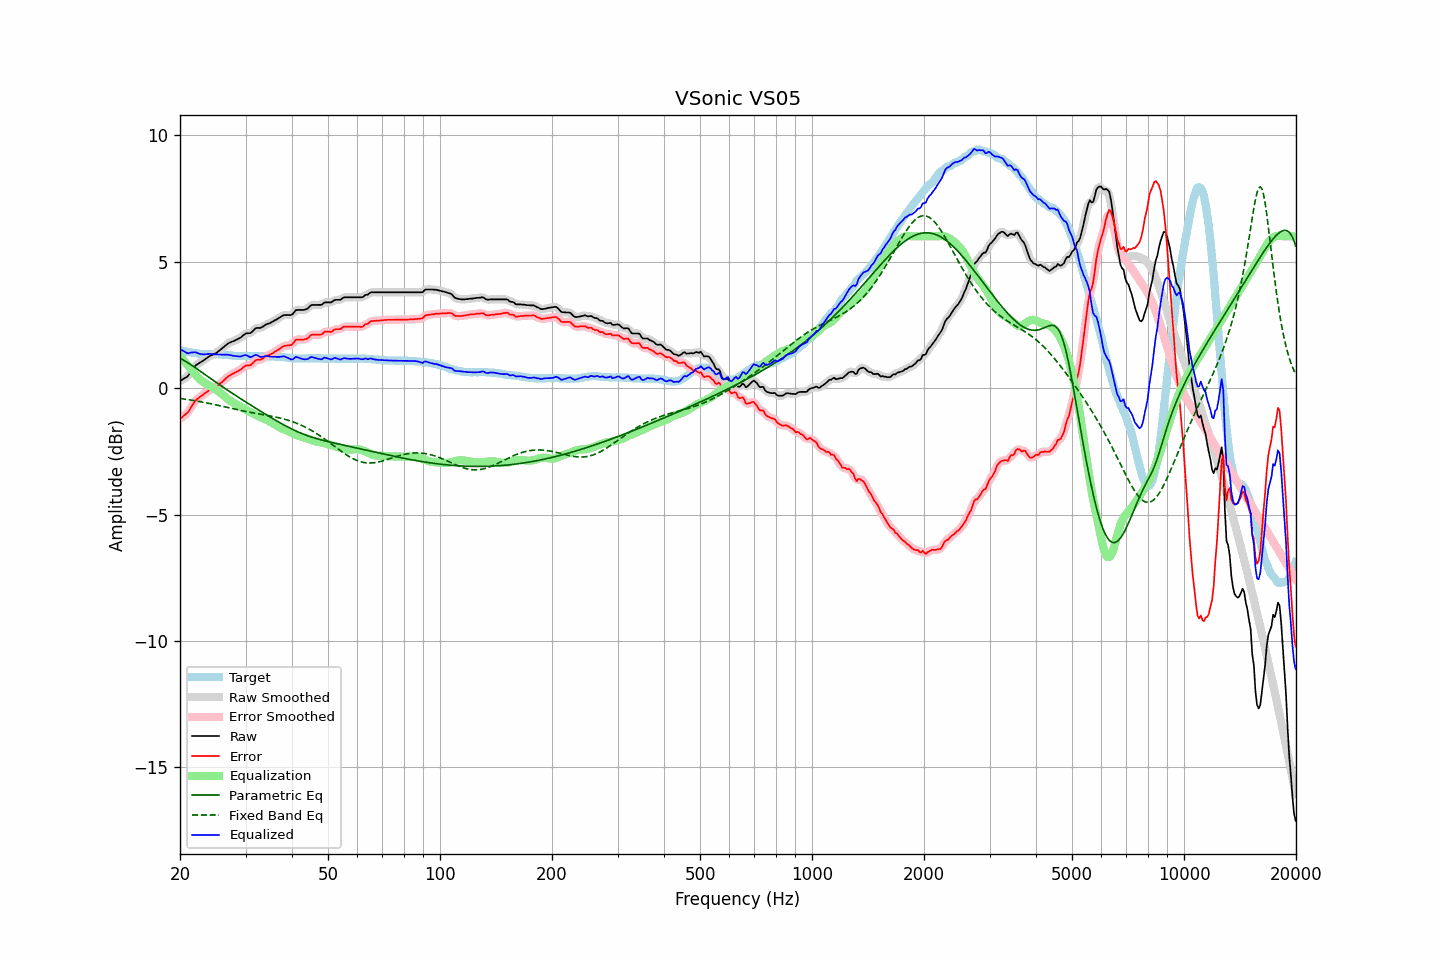 VSonic VS05
Amplitude (dBr)
10
5
0
−5
−10
−15
Target
Raw Smoothed
Error Smoothed
Raw
Error
Equalization
Parametric Eq
Fixed Band Eq
Equalized
20 50 100 200 500 1000 2000 5000 10000 20000
Frequency (Hz)